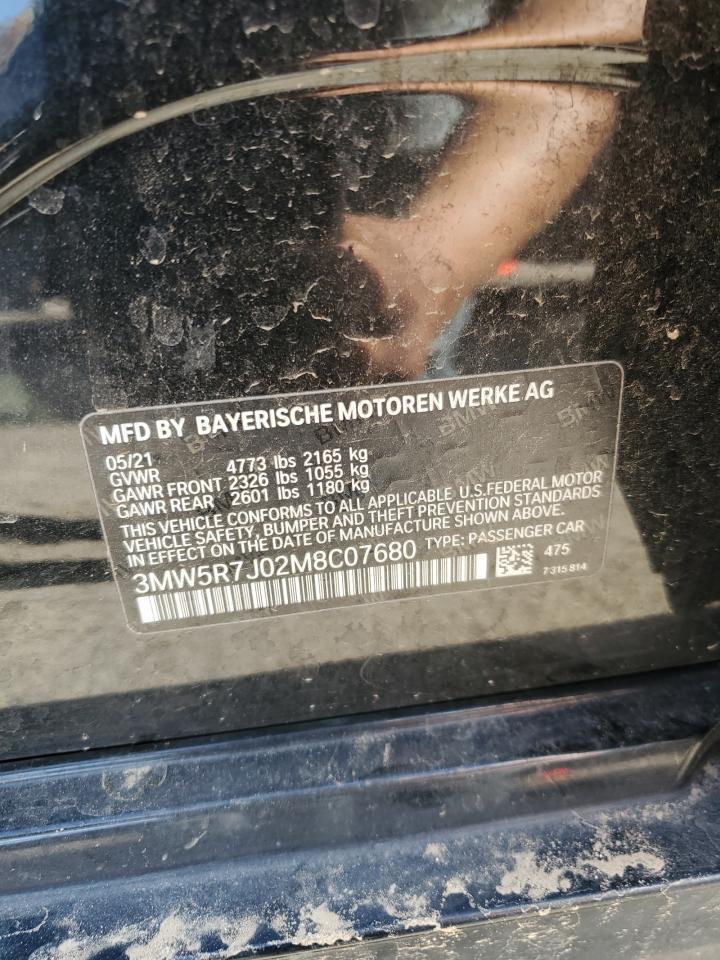 MFD BY BAYERISCHE MOTOREN WERKE AG
05/21
GVWR 4773 lbs 2165 kg
GAWR FRONT 2326 lbs 1055 kg
GAWR REAR 2601 lbs 1180 kg
THIS VEHICLE CONFORMS TO ALL APPLICABLE U.S.FEDERAL MOTOR
VEHICLE SAFETY, BUMPER AND THEFT PREVENTION STANDARDS
IN EFFECT ON THE DATE OF MANUFACTURE SHOWN ABOVE.
3MW5R7J02M8C07680 TYPE: PASSENGER CAR
475
7 315 814